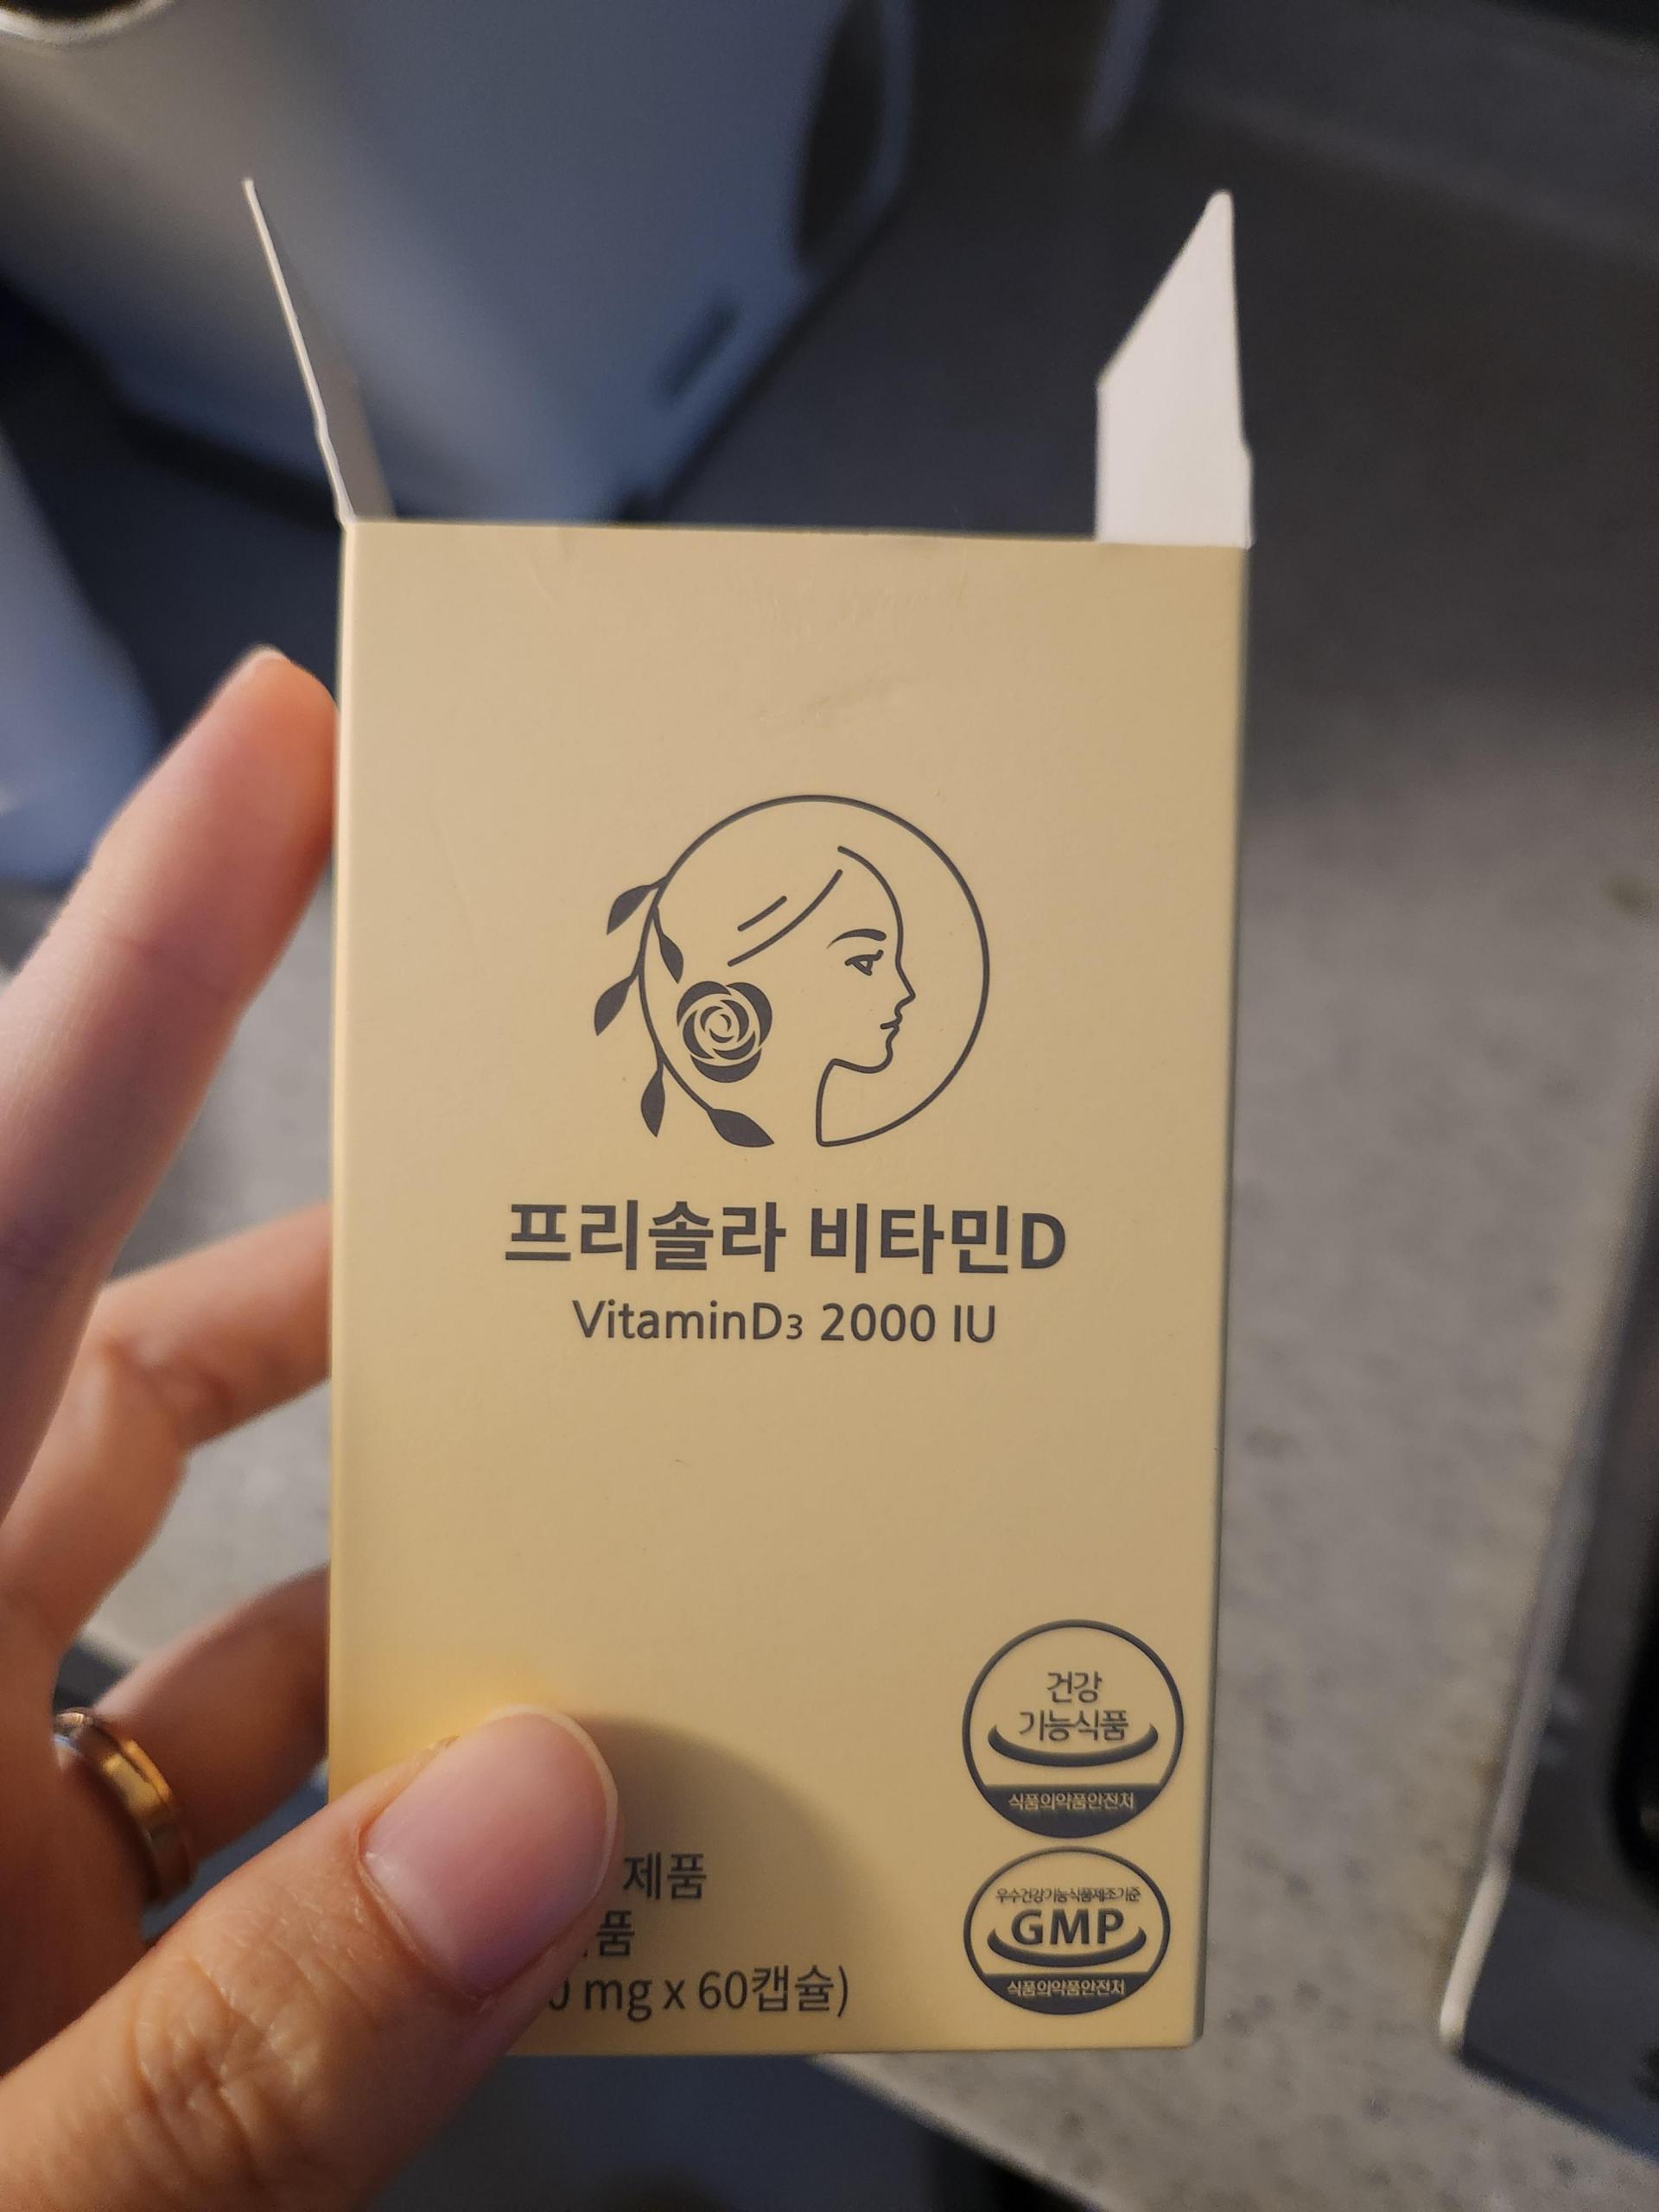 프리솔라 비타민D
VitaminD₃ 2000 IU
건강
기능식품
식품의약품안전처
제품
mg x 60캡슐)
우수건강기능식품제조기준
GMP
식품의약품안전처